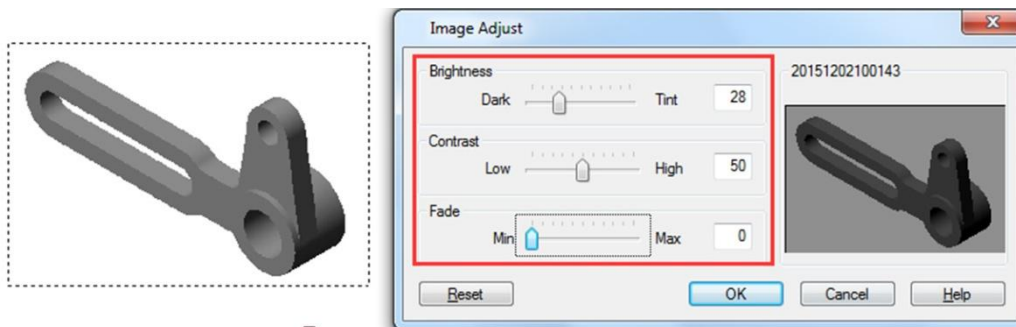 Image Adjust
Brightness
Dark Tint 28
20151202100143
Contrast
Low High 50
Fade
Min Max 0
Reset OK Cancel Help